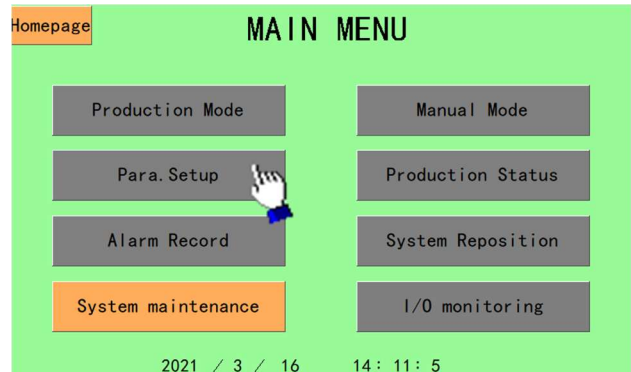 Homepage
MAIN MENU
Production Mode
Manual Mode
Para.Setup
Production Status
Alarm Record
System Reposition
System maintenance
I/O monitoring
2021 / 3 / 16 14: 11: 5